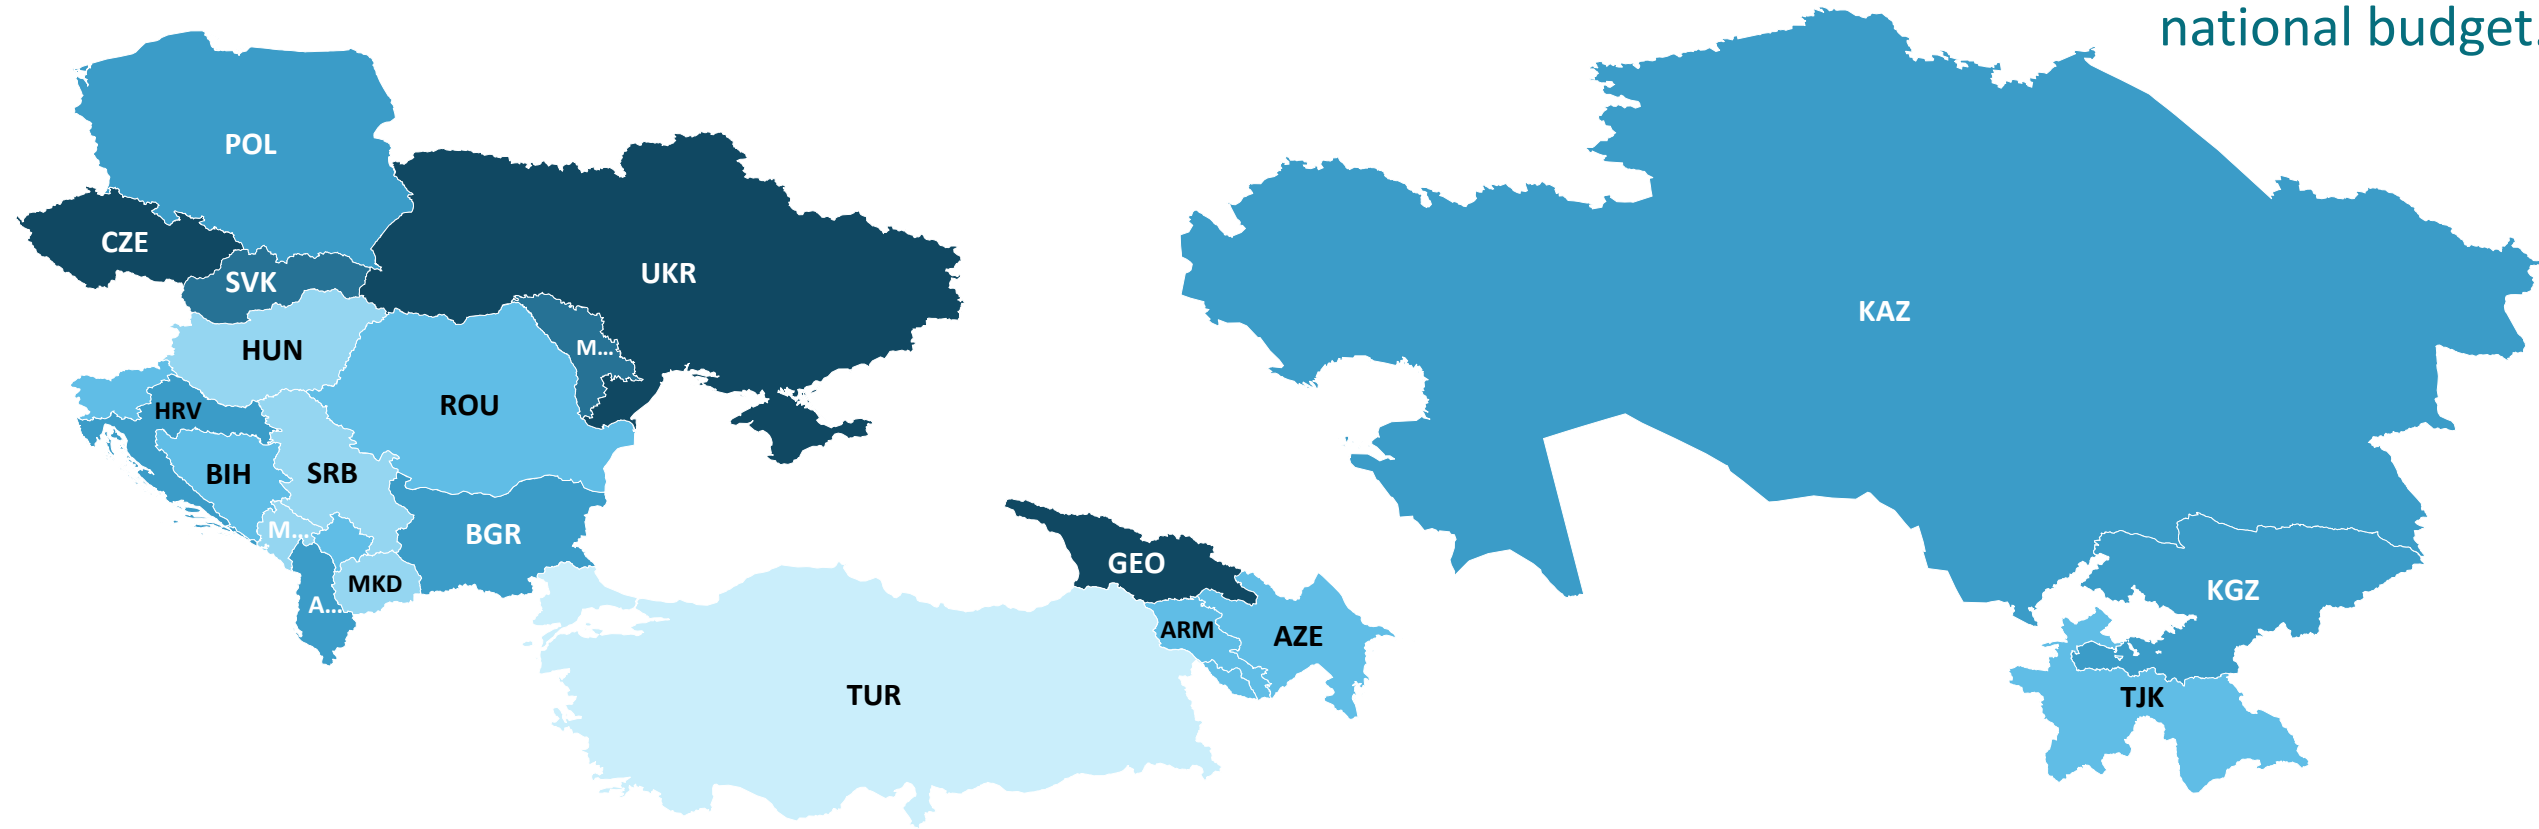 national budget.
POL
CZE
UKR
SVK
KAZ
HUN
M...
ROU
HRV
BIH
SRB
M...
BGR
GEO
MKD
KGZ
A...
ARM
AZE
TUR
TJK